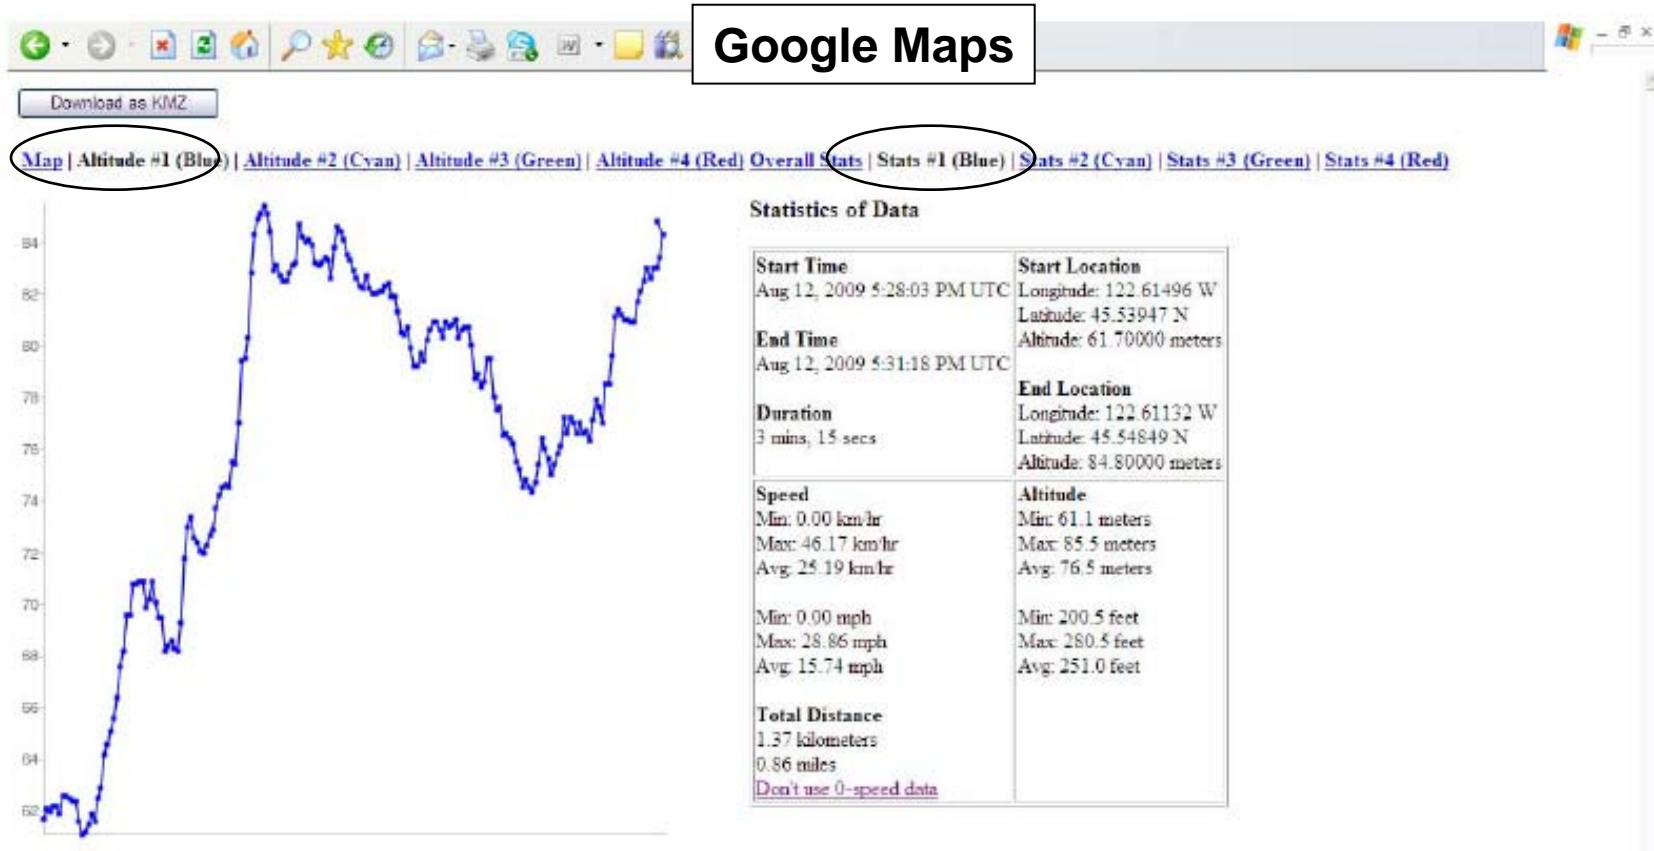 Google Maps
Download as KMZ
Map | Altitude #1 (Blue) | Altitude #2 (Cyan) | Altitude #3 (Green) | Altitude #4 (Red) Overall Stats | Stats #1 (Blue) | Stats #2 (Cyan) | Stats #3 (Green) | Stats #4 (Red)
84
82
80
78
76
74
72
70
68
66
64
62
Statistics of Data
Start Time
Aug 12, 2009 5:28:03 PM UTC
End Time
Aug 12, 2009 5:31:18 PM UTC
Duration
3 mins, 15 secs
Start Location
Longitude: 122.61496 W
Latitude: 45.53947 N
Altitude: 61.70000 meters
End Location
Longitude: 122.61132 W
Latitude: 45.54849 N
Altitude: 84.80000 meters
Speed
Min: 0.00 km/hr
Max: 46.17 km/hr
Avg: 25.19 km/hr
Min: 0.00 mph
Max: 28.86 mph
Avg: 15.74 mph
Total Distance
1.37 kilometers
0.86 miles
Don't use 0-speed data
Altitude
Min: 61.1 meters
Max: 85.5 meters
Avg: 76.5 meters
Min: 200.5 feet
Max: 280.5 feet
Avg: 251.0 feet